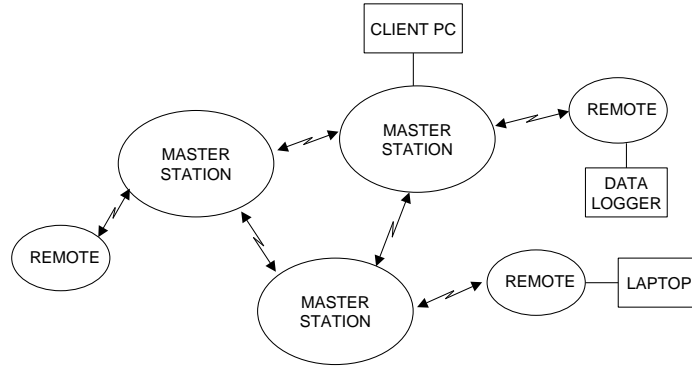 CLIENT PC
MASTER
STATION
REMOTE
MASTER
STATION
DATA
LOGGER
REMOTE
MASTER
STATION
REMOTE
LAPTOP